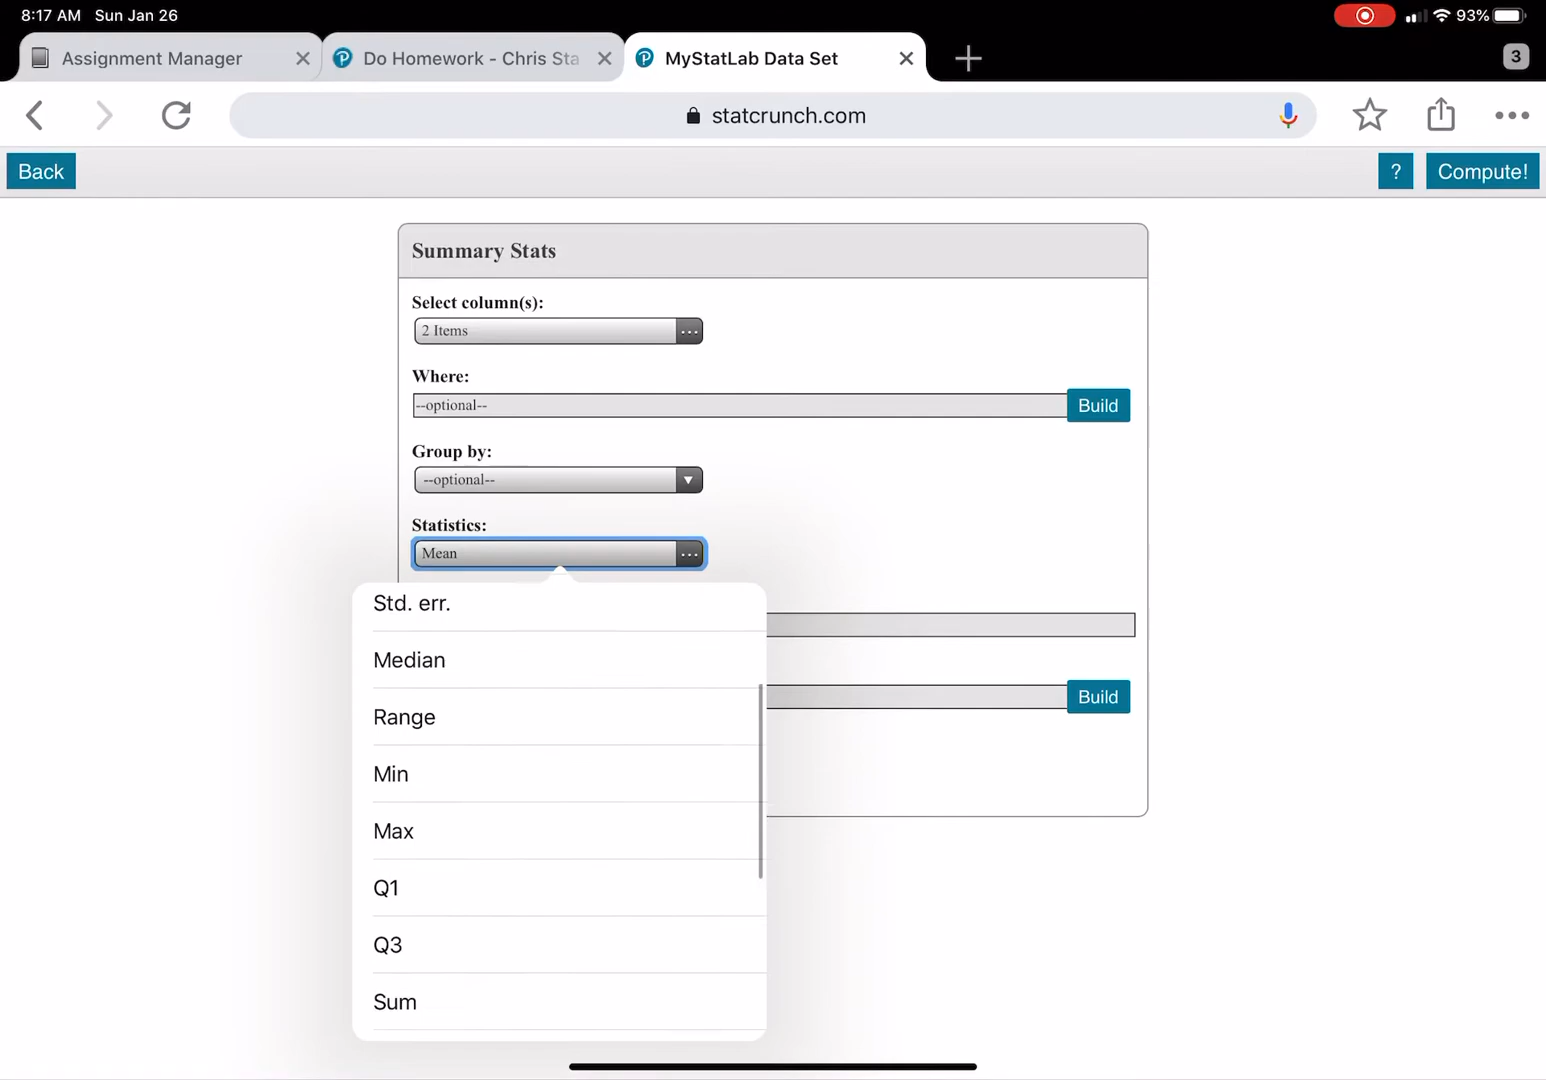 8:17 AM Sun Jan 26
93%
Assignment Manager
Do Homework - Chris Sta
MyStatLab Data Set
3
statcrunch.com
Back
?
Compute!
Summary Stats
Select column(s):
2 Items
Where:
--optional--
Build
Group by:
--optional--
Statistics:
Mean
Std. err.
Median
Range
Build
Min
Max
Q1
Q3
Sum